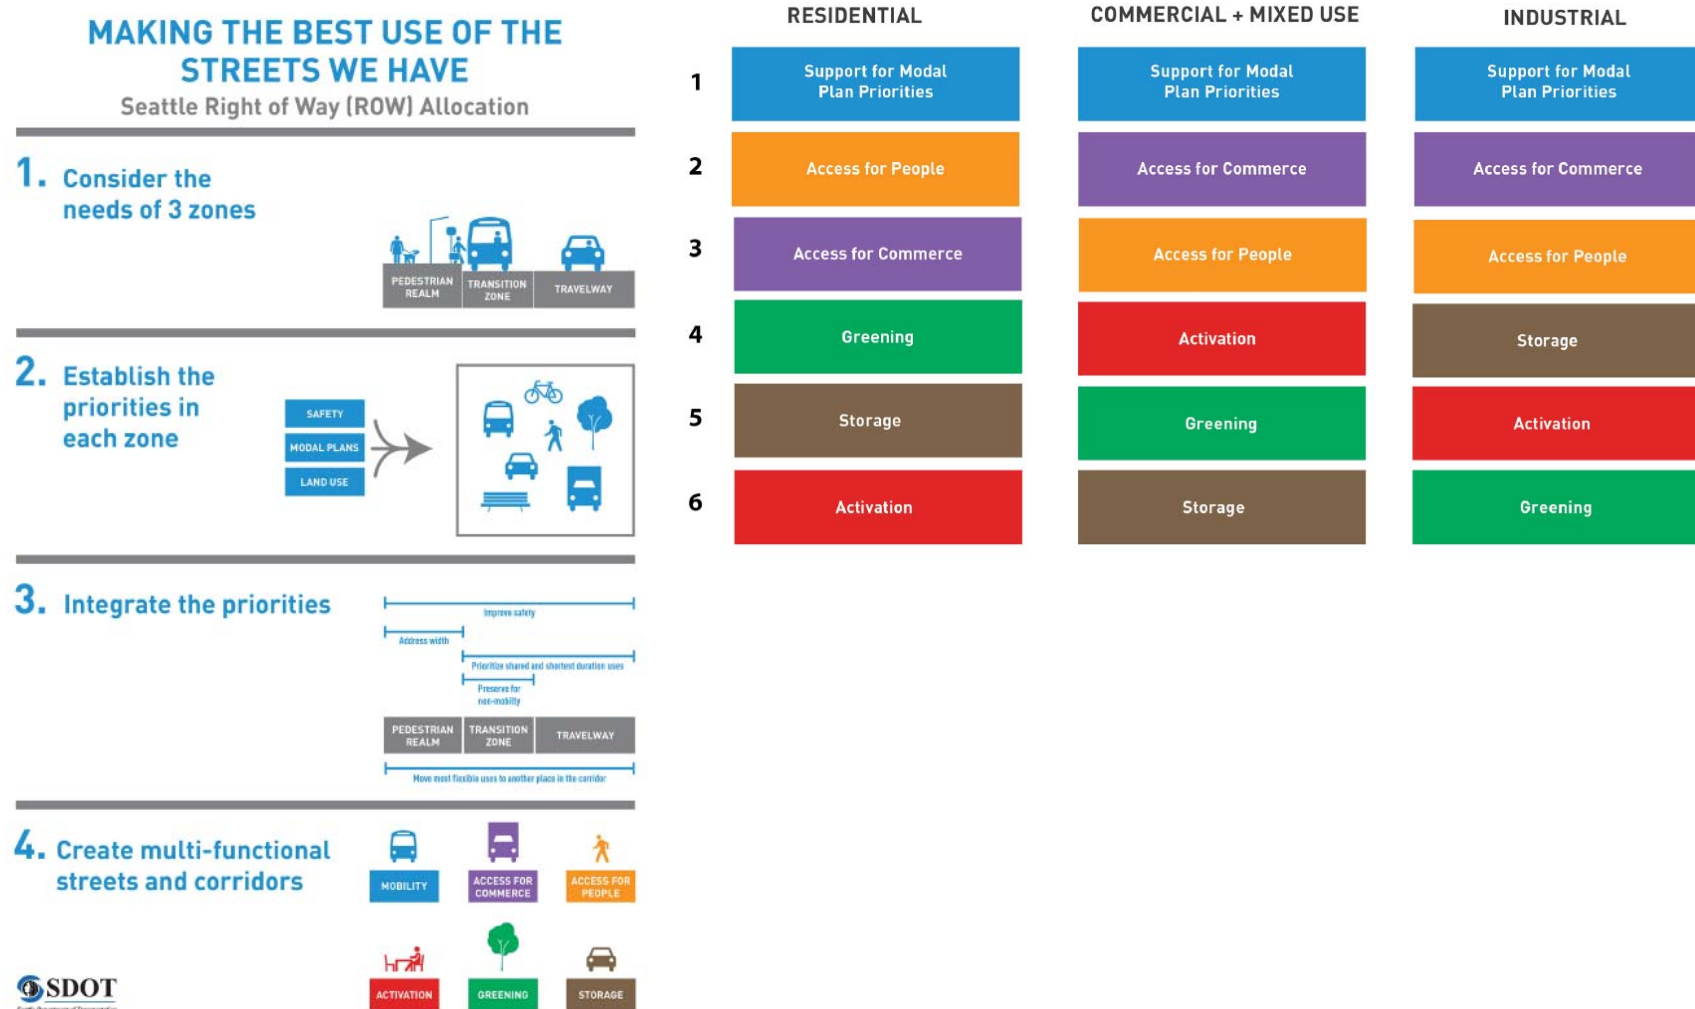 MAKING THE BEST USE OF THE
STREETS WE HAVE
Seattle Right of Way (ROW) Allocation
1. Consider the
needs of 3 zones
PEDESTRIAN
REALM
TRANSITION
ZONE
TRAVELWAY
2. Establish the
priorities in
each zone
SAFETY
MODAL PLANS
LAND USE
3. Integrate the priorities
Improve safety
Address width
Prioritize shared and shortest duration uses
Preserve for
non-mobility
PEDESTRIAN
REALM
TRANSITION
ZONE
TRAVELWAY
Move most flexible uses to another place in the corridor
4. Create multi-functional
streets and corridors
MOBILITY
ACCESS FOR
COMMERCE
ACCESS FOR
PEOPLE
ACTIVATION
GREENING
STORAGE
SDOT
RESIDENTIAL
COMMERCIAL + MIXED USE
INDUSTRIAL
1
Support for Modal
Plan Priorities
Support for Modal
Plan Priorities
Support for Modal
Plan Priorities
2
Access for People
Access for Commerce
Access for Commerce
3
Access for Commerce
Access for People
Access for People
4
Greening
Activation
Storage
5
Storage
Greening
Activation
6
Activation
Storage
Greening